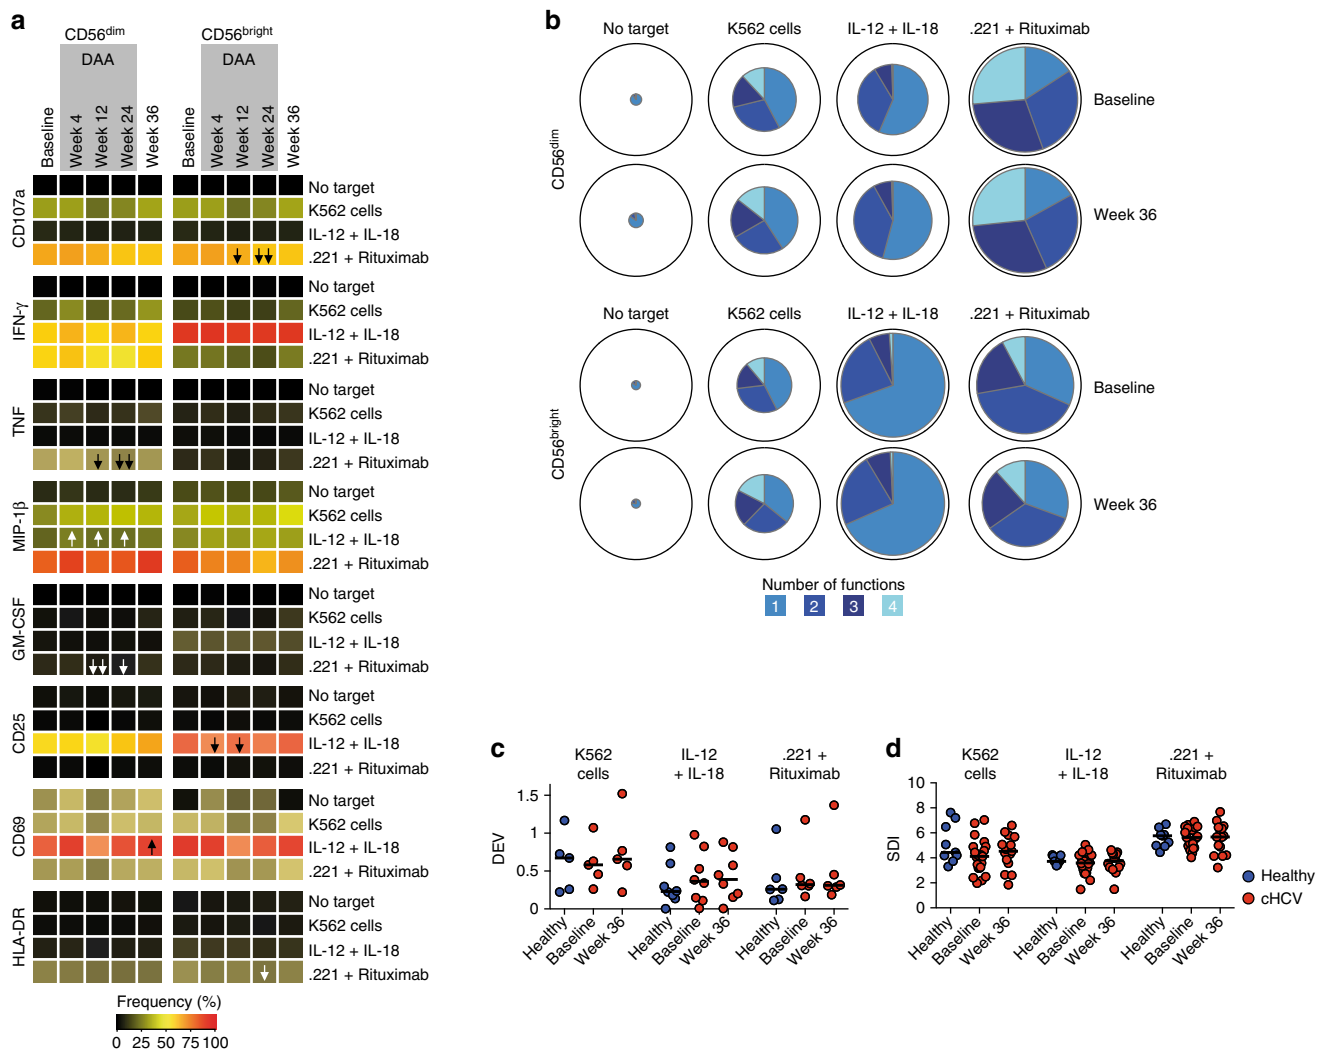 a
CD56dim
CD56bright
DAA
DAA
Baseline
Week 4
Week 12
Week 24
Week 36
Baseline
Week 4
Week 12
Week 24
Week 36
CD107a
No target
K562 cells
IL-12 + IL-18
.221 + Rituximab
IFN-γ
No target
K562 cells
IL-12 + IL-18
.221 + Rituximab
TNF
No target
K562 cells
IL-12 + IL-18
.221 + Rituximab
MIP-1β
No target
K562 cells
IL-12 + IL-18
.221 + Rituximab
GM-CSF
No target
K562 cells
IL-12 + IL-18
.221 + Rituximab
CD25
No target
K562 cells
IL-12 + IL-18
.221 + Rituximab
CD69
No target
K562 cells
IL-12 + IL-18
.221 + Rituximab
HLA-DR
No target
K562 cells
IL-12 + IL-18
.221 + Rituximab
Frequency (%)
0 25 50 75 100
b
No target
K562 cells
IL-12 + IL-18
.221 + Rituximab
CD56dim
Baseline
Week 36
No target
K562 cells
IL-12 + IL-18
.221 + Rituximab
CD56bright
Baseline
Week 36
Number of functions
1 2 3 4
c
K562 cells
IL-12 + IL-18
.221 + Rituximab
DEV
1.5
1
0.5
0
Healthy
Baseline
Week 36
Healthy
Baseline
Week 36
Healthy
Baseline
Week 36
d
K562 cells
IL-12 + IL-18
.221 + Rituximab
SDI
10
8
6
4
2
0
Healthy
Baseline
Week 36
Healthy
Baseline
Week 36
Healthy
Baseline
Week 36
Healthy
cHCV